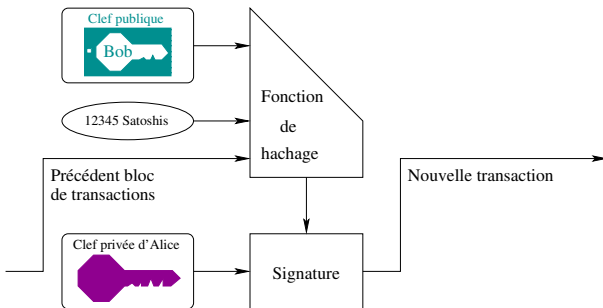 Clef publique
Bob
12345 Satoshis
Fonction
de
hachage
Précédent bloc
de transactions
Nouvelle transaction
Clef privée d'Alice
Signature